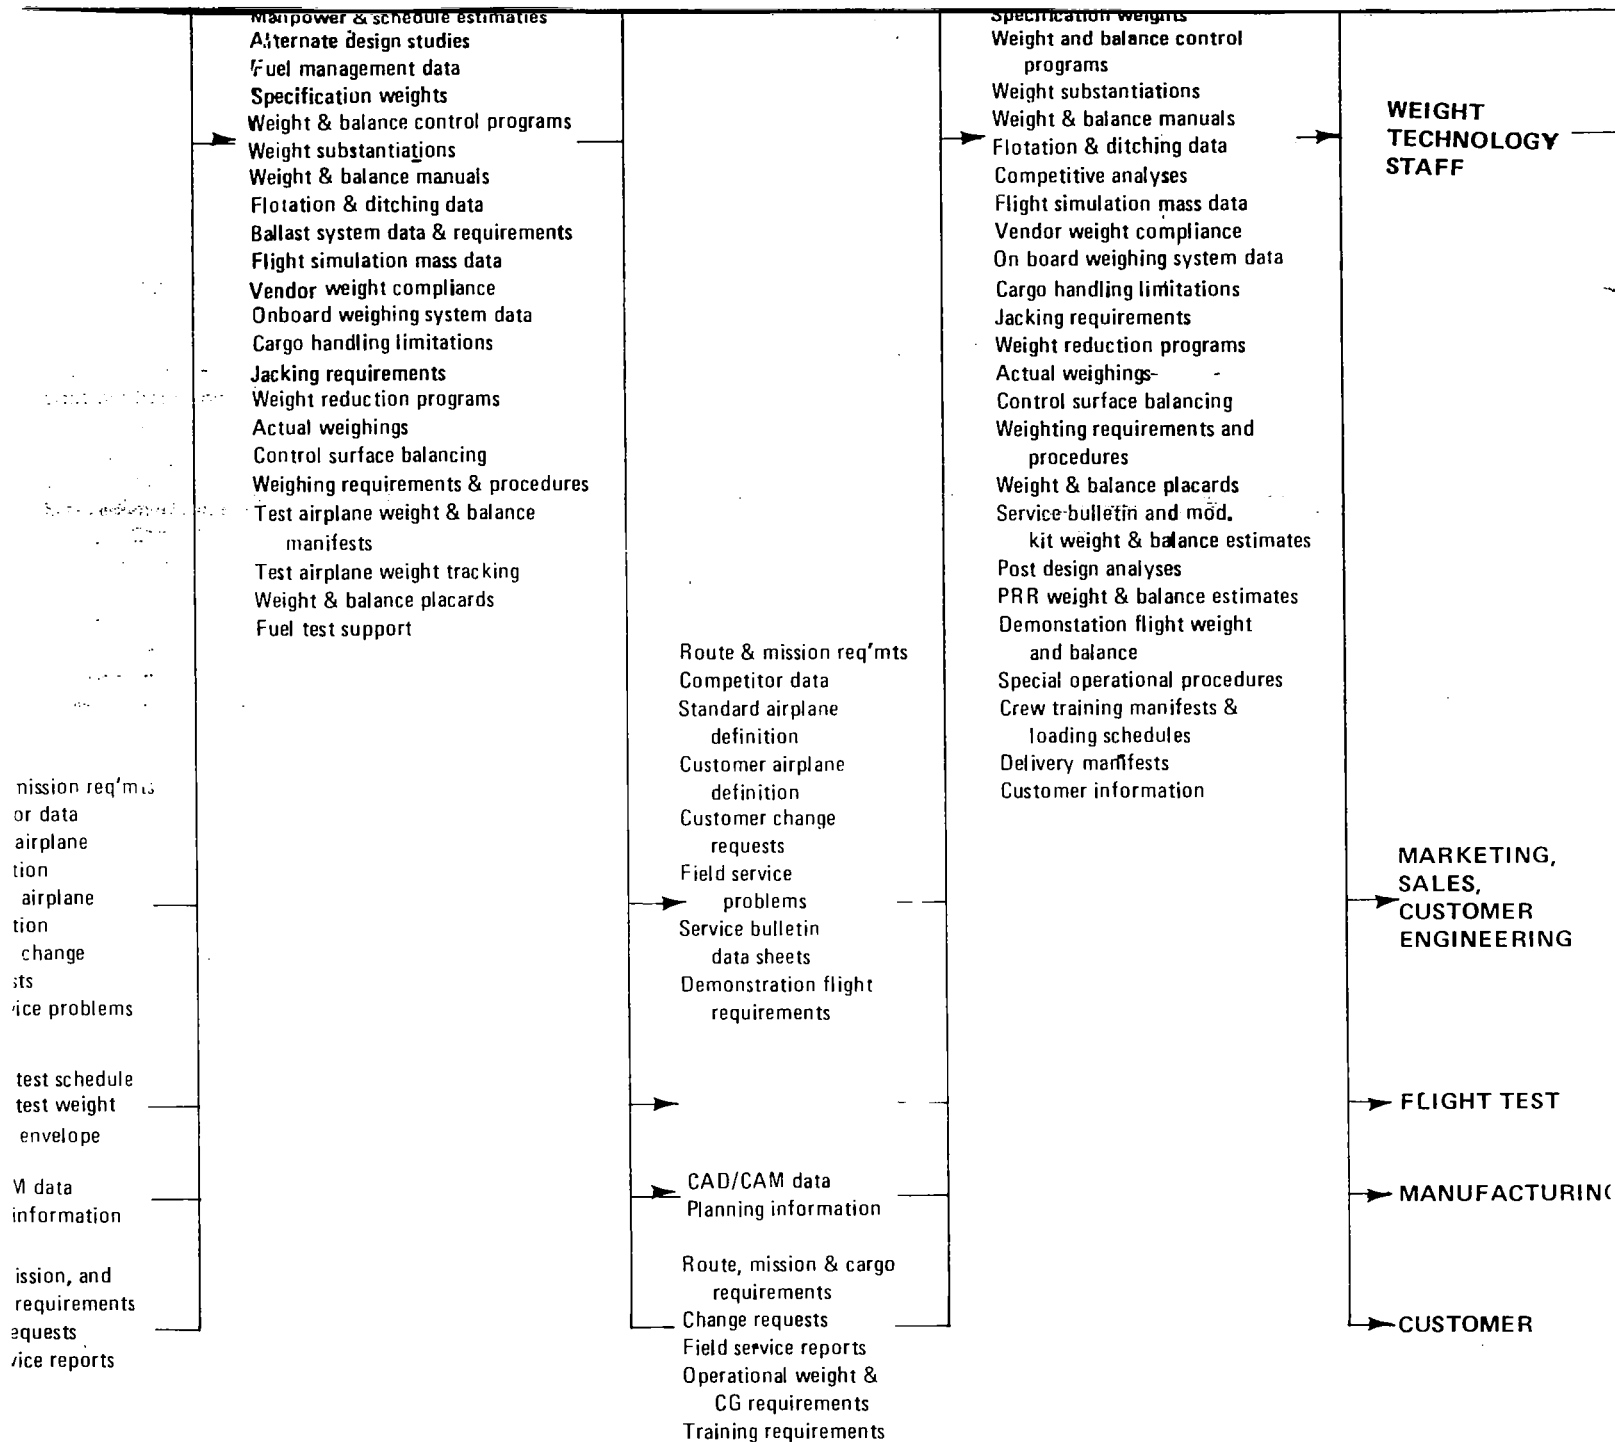 Manpower & schedule estimaties
Alternate design studies
Fuel management data
Specification weights
Weight & balance control programs
Weight substantiations
Weight & balance manuals
Flotation & ditching data
Ballast system data & requirements
Flight simulation mass data
Vendor weight compliance
Onboard weighing system data
Cargo handling limitations
Jacking requirements
Weight reduction programs
Actual weighings
Control surface balancing
Weighing requirements & procedures
Test airplane weight & balance
manifests
Test airplane weight tracking
Weight & balance placards
Fuel test support
Specification weights
Weight and balance control
programs
Weight substantiations
Weight & balance manuals
Flotation & ditching data
Competitive analyses
Flight simulation mass data
Vendor weight compliance
On board weighing system data
Cargo handling limitations
Jacking requirements
Weight reduction programs
Actual weighings
Control surface balancing
Weighting requirements and
procedures
Weight & balance placards
Service bulletin and mod.
kit weight & balance estimates
Post design analyses
PRR weight & balance estimates
Demonstation flight weight
and balance
Special operational procedures
Crew training manifests &
loading schedules
Delivery manifests
Customer information
WEIGHT
TECHNOLOGY
STAFF
mission req'mts
or data
airplane
tion
airplane
tion
change
sts
vice problems
Route & mission req'mts
Competitor data
Standard airplane
definition
Customer airplane
definition
Customer change
requests
Field service
problems
Service bulletin
data sheets
Demonstration flight
requirements
MARKETING,
SALES,
CUSTOMER
ENGINEERING
test schedule
test weight
envelope
FLIGHT TEST
M data
information
CAD/CAM data
Planning information
MANUFACTURING
ission, and
requirements
equests
vice reports
Route, mission & cargo
requirements
Change requests
Field service reports
Operational weight &
CG requirements
Training requirements
CUSTOMER